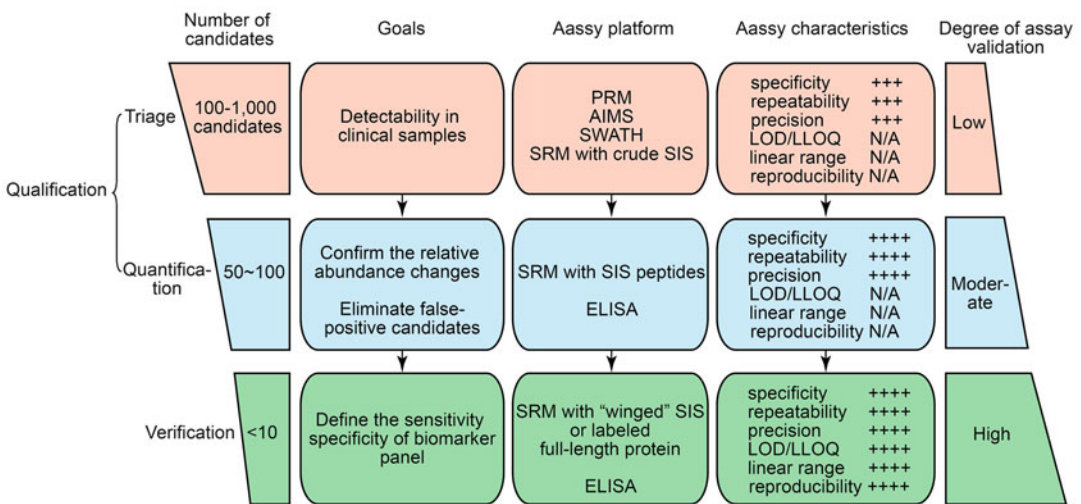 Number of
candidates
Goals
Aassy platform
Aassy characteristics
Degree of assay
validation
Qualification
Triage
100-1,000
candidates
Detectability in
clinical samples
PRM
AIMS
SWATH
SRM with crude SIS
specificity +++
repeatability +++
precision +++
LOD/LLOQ N/A
linear range N/A
reproducibility N/A
Low
Quantifica-
tion
50~100
Confirm the relative
abundance changes
Eliminate false-
positive candidates
SRM with SIS peptides
ELISA
specificity ++++
repeatability ++++
precision ++++
LOD/LLOQ N/A
linear range N/A
reproducibility N/A
Moder-
ate
Verification
<10
Define the sensitivity
specificity of biomarker
panel
SRM with “winged” SIS
or labeled
full-length protein
ELISA
specificity ++++
repeatability ++++
precision ++++
LOD/LLOQ ++++
linear range ++++
reproducibility ++++
High